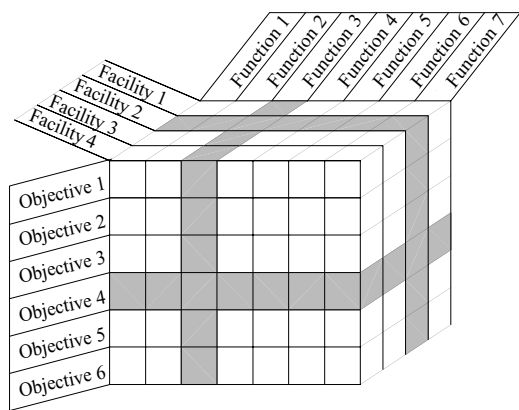 Function 1
Function 2
Function 3
Function 4
Function 5
Function 6
Function 7
Facility 1
Facility 2
Facility 3
Facility 4
Objective 1
Objective 2
Objective 3
Objective 4
Objective 5
Objective 6